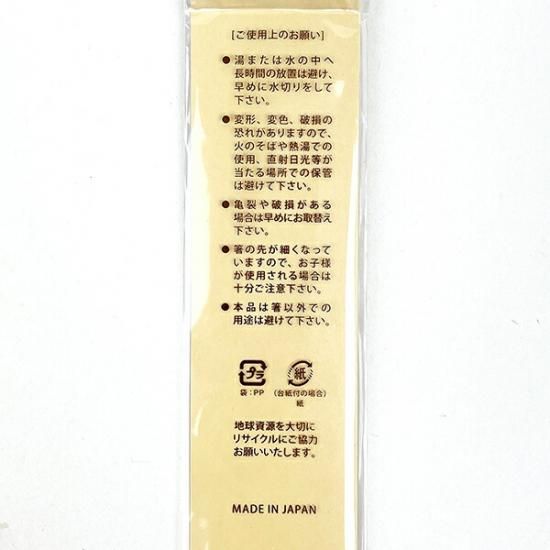 [ご使用上のお願い]
●湯または水の中へ
長時間の放置は避け、
早めに水切りをして
下さい。
●変形、変色、破損の
恐れがありますので、
火のそばや熱湯での
使用、直射日光等が
当たる場所での保管
は避けて下さい。
●亀裂や破損がある
場合は早めにお取替え
下さい。
●箸の先が細くなって
いますので、お子様
が使用される場合は
十分ご注意下さい。
●本品は箸以外での
用途は避けて下さい。
プラ 紙
袋：PP (台紙付の場合)
紙
地球資源を大切に
リサイクルにご協力
お願いいたします。
MADE IN JAPAN